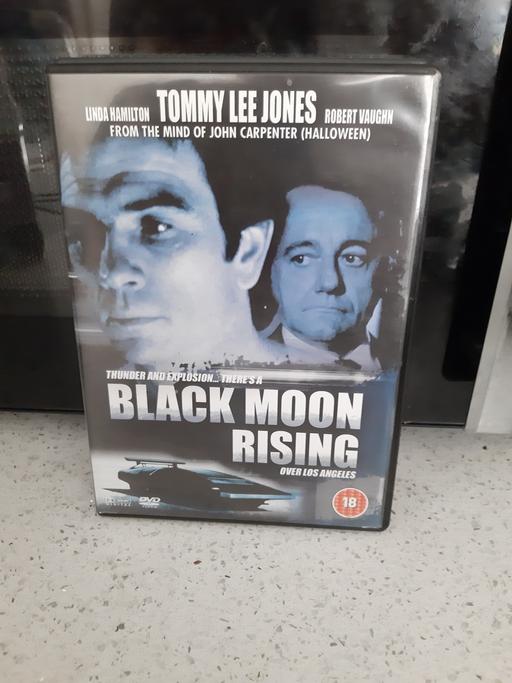 LINDA HAMILTON TOMMY LEE JONES ROBERT VAUGHN
FROM THE MIND OF JOHN CARPENTER (HALLOWEEN)
THUNDER AND EXPLOSION... THERE'S A
BLACK MOON
RISING
OVER LOS ANGELES
DVD
18